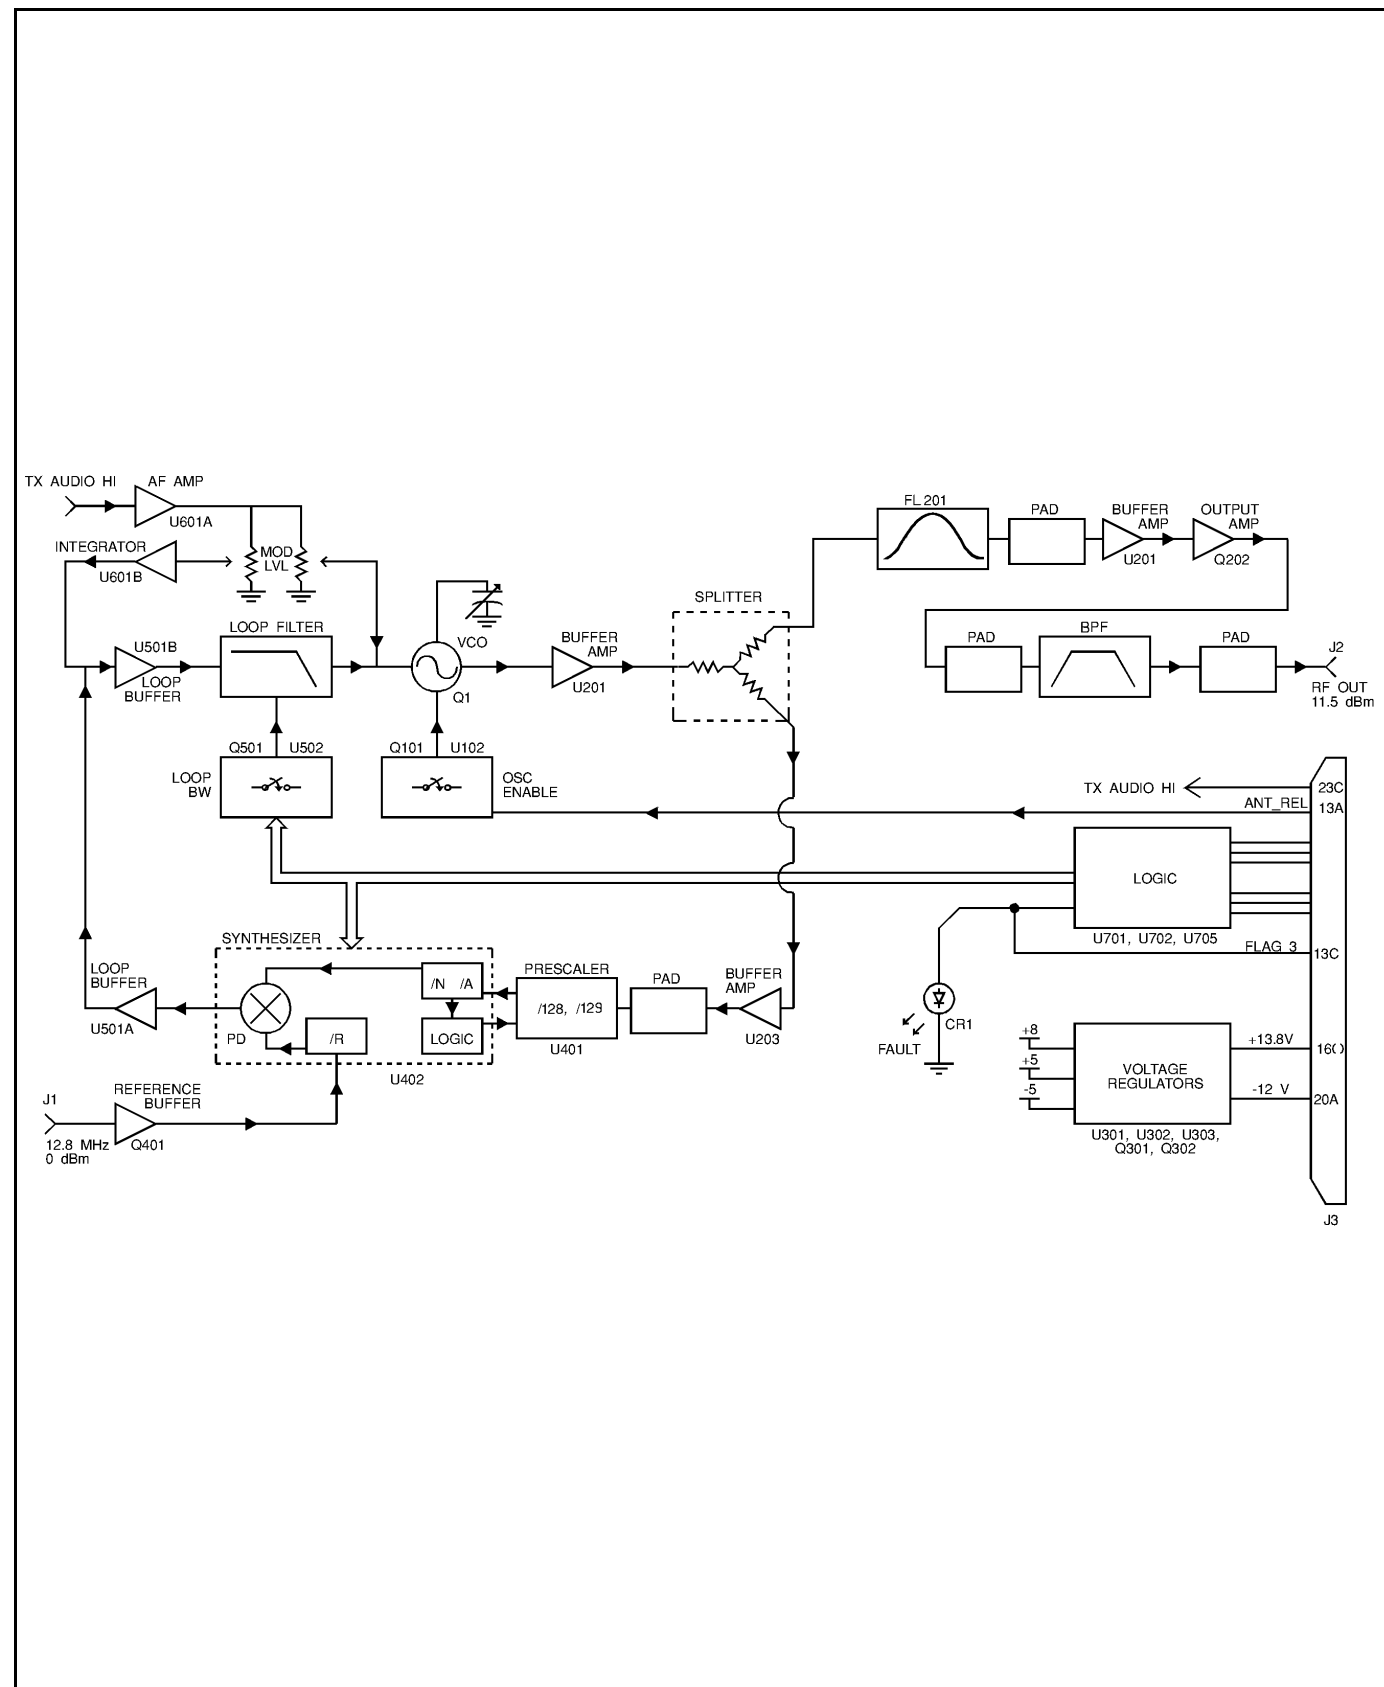 TX AUDIO HI
AF AMP
U601A
INTEGRATOR
U601B
MOD
LVL
U501B
LOOP
BUFFER
LOOP FILTER
VCO
Q1
BUFFER
AMP
U201
SPLITTER
FL201
PAD
BUFFER
AMP
U201
OUTPUT
AMP
Q202
PAD
BPF
PAD
J2
RF OUT
11.5 dBm
Q501 U502
LOOP
BW
Q101 U102
OSC
ENABLE
TX AUDIO HI
23C
ANT_REL
13A
LOGIC
U701, U702, U705
FLAG 3
13C
SYNTHESIZER
LOOP
BUFFER
U501A
PD
/N /A
/R
LOGIC
U402
PRESCALER
/128, /129
U401
PAD
BUFFER
AMP
U203
CR1
FAULT
+8
+5
-5
VOLTAGE
REGULATORS
U301, U302, U303,
Q301, Q302
+13.8V
-12 V
20A
J3
J1
12.8 MHz
0 dBm
REFERENCE
BUFFER
Q401